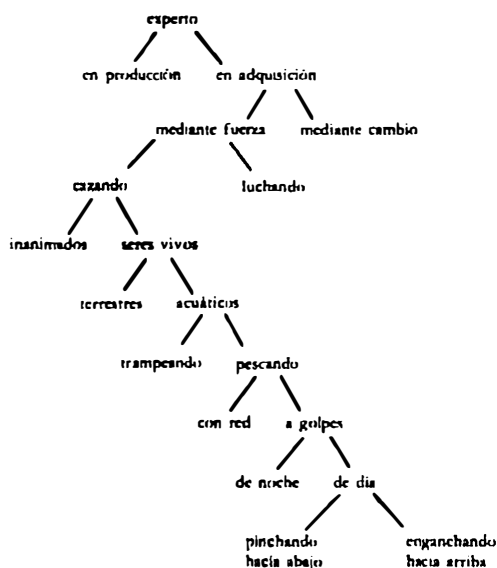 experto
en producción en adquisición
mediante fuerza mediante cambio
cazando luchando
inanimados seres vivos
terrestres acuáticos
trampeando pescando
con red a golpes
de noche de día
pinchando enganchando
hacia abajo hacia arriba